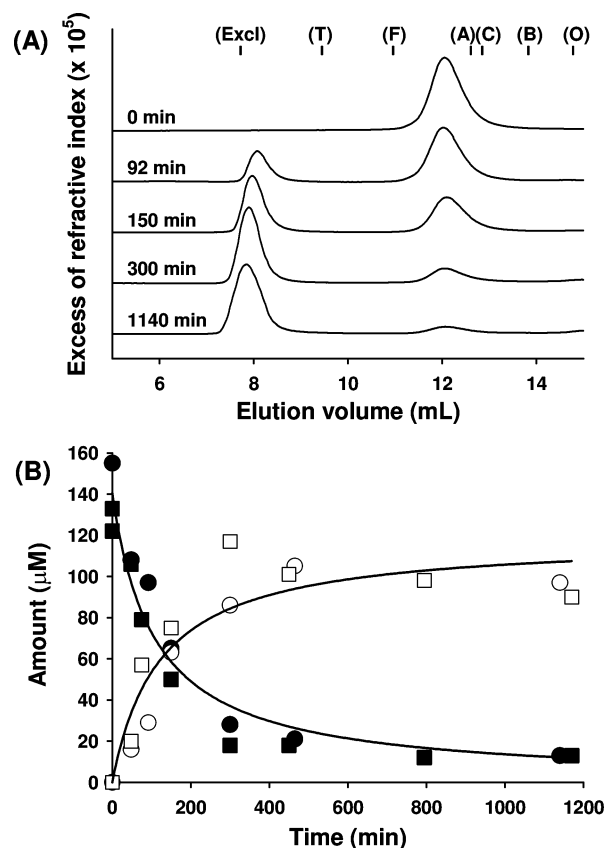 (A)
(Excl) (T) (F) (A) (C) (B) (O)
Excess of refractive index (x 10⁵)
0 min
92 min
150 min
300 min
1140 min
6 8 10 12 14
Elution volume (mL)
(B)
Amount (μM)
160
140
120
100
80
60
40
20
0
0 200 400 600 800 1000 1200
Time (min)